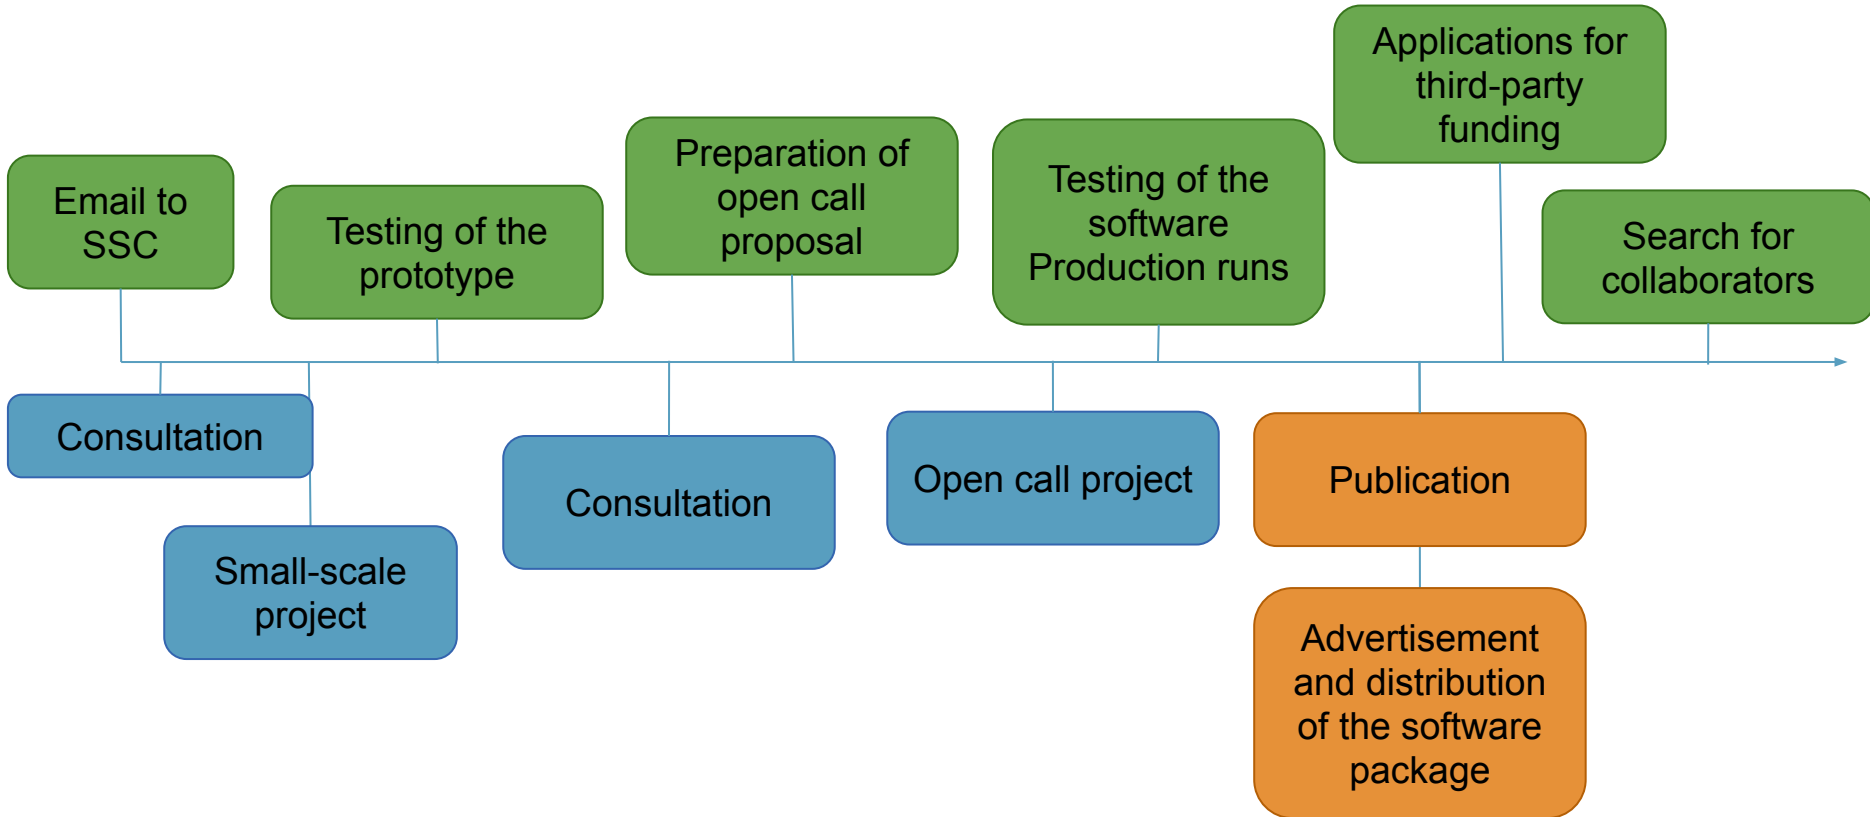 Applications for
third-party
funding
Preparation of
open call
proposal
Testing of the
software
Production runs
Email to
SSC
Testing of the
prototype
Search for
collaborators
Consultation
Small-scale
project
Consultation
Open call project
Publication
Advertisement
and distribution
of the software
package